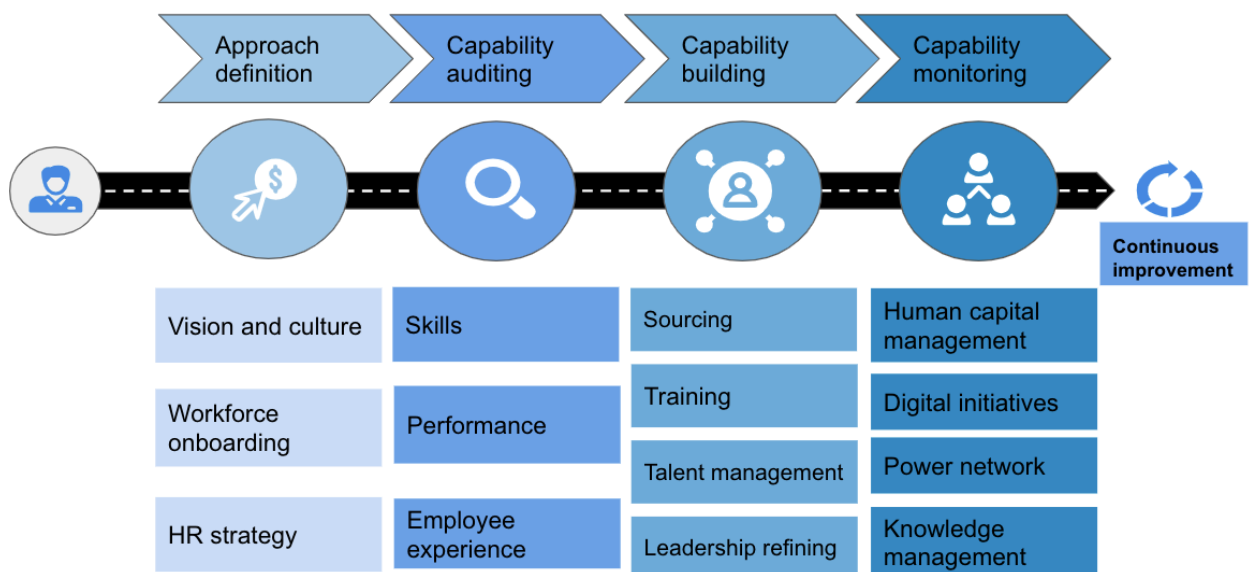 Approach
definition
Capability
auditing
Capability
building
Capability
monitoring
$
Continuous
improvement
Vision and culture
Workforce
onboarding
HR strategy
Skills
Performance
Employee
experience
Sourcing
Training
Talent management
Leadership refining
Human capital
management
Digital initiatives
Power network
Knowledge
management